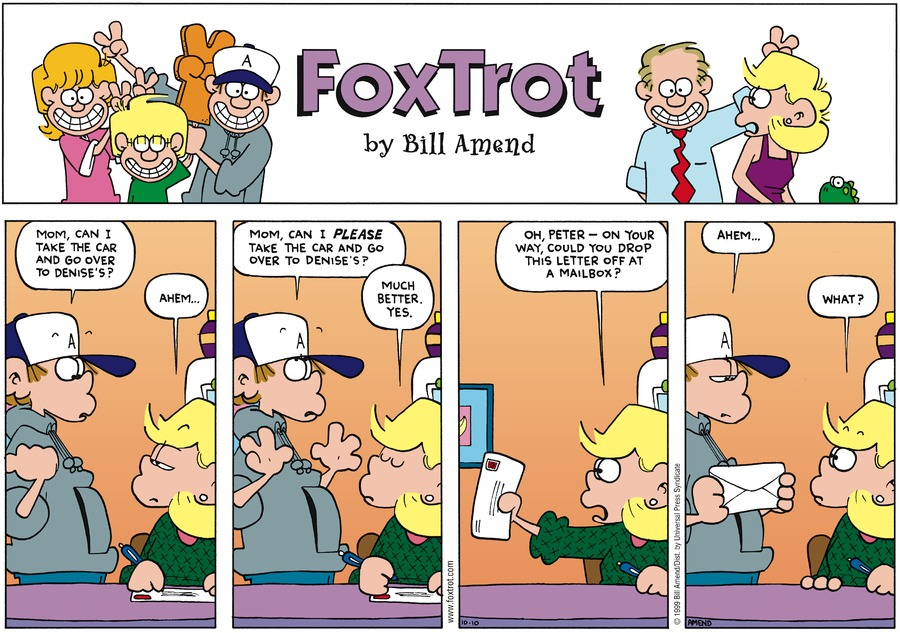 A
FOXTROT
by Bill Amend
MOM, CAN I
TAKE THE CAR
AND GO OVER
TO DENISE'S?
AHEM...
A
MOM, CAN I PLEASE
TAKE THE CAR AND GO
OVER TO DENISE'S?
MUCH
BETTER.
YES.
A
OH, PETER — ON YOUR
WAY, COULD YOU DROP
THIS LETTER OFF AT
A MAILBOX?
www.foxtrot.com
10-10
© 1999 Bill Amend/Dist. by Universal Press Syndicate
AHEM...
WHAT?
A
AMEND